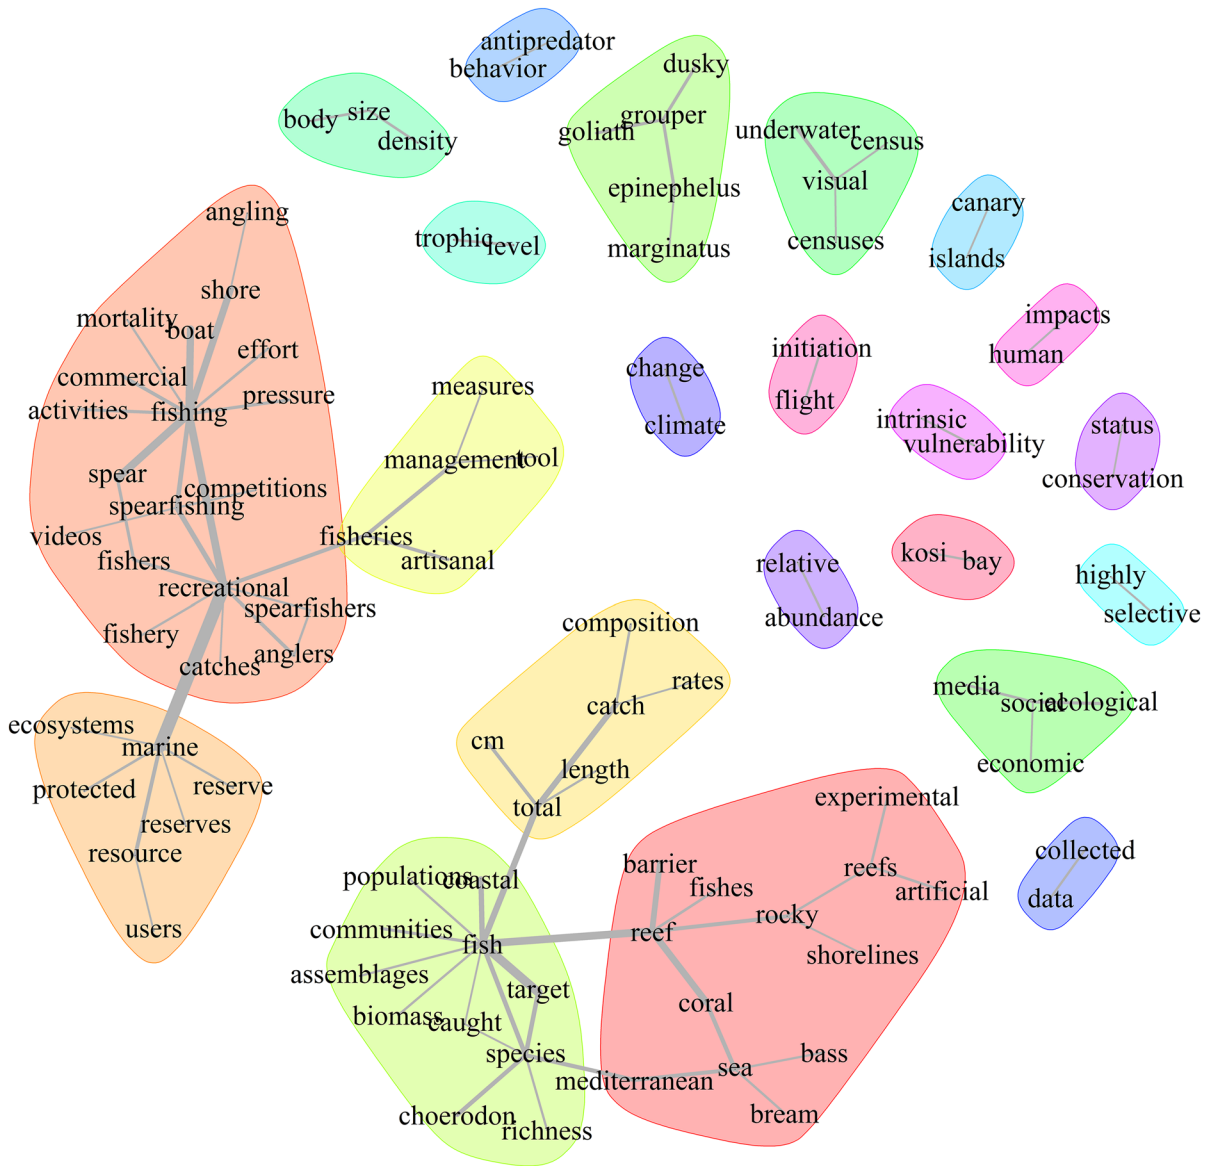 antipredator
behavior
body
size
density
dusky
grouper
goliath
epinephelus
marginatus
underwater
census
visual
censuses
canary
islands
trophic
level
angling
shore
mortality
boat
effort
commercial
pressure
activities
fishing
spear
competitions
spearfishing
videos
fishers
recreational
spearfishers
fishery
anglers
catches
measures
management
tool
fisheries
artisanal
change
climate
initiation
flight
impacts
human
intrinsic
vulnerability
status
conservation
kosi
bay
relative
abundance
highly
selective
composition
rates
catch
cm
length
total
media
social
ecological
economic
ecosystems
marine
protected
reserve
reserves
resource
users
populations
coastal
communities
fish
assemblages
target
biomass
caught
species
choerodon
richness
experimental
barrier
reefs
fishes
artificial
rocky
reef
shorelines
coral
bass
sea
mediterranean
bream
collected
data